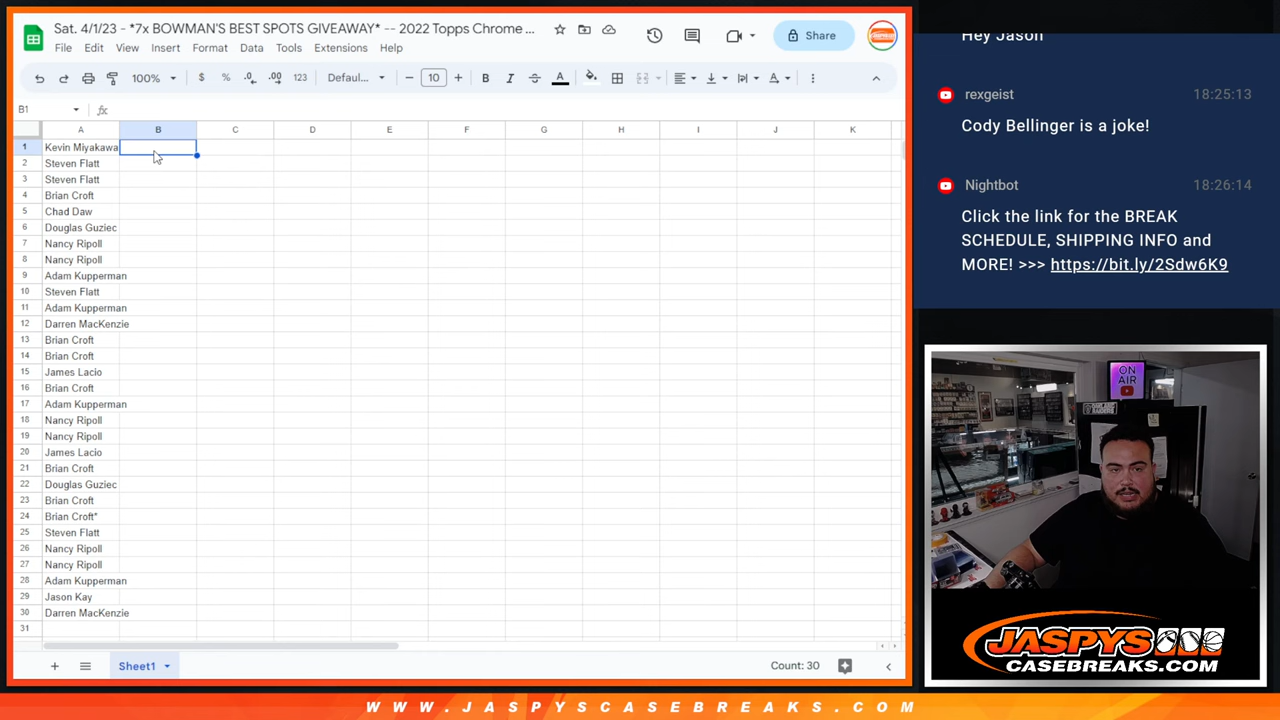 Sat. 4/1/23 - *7x BOWMAN'S BEST SPOTS GIVEAWAY* -- 2022 Topps Chrome ...
File Edit View Insert Format Data Tools Extensions Help
Share
100% $ % .0 .00 123 Defaul... 10 B I A
B1 fx
A B C D E F G H I J K
1 Kevin Miyakawa
2 Steven Flatt
3 Steven Flatt
4 Brian Croft
5 Chad Daw
6 Douglas Guziec
7 Nancy Ripoll
8 Nancy Ripoll
9 Adam Kupperman
10 Steven Flatt
11 Adam Kupperman
12 Darren MacKenzie
13 Brian Croft
14 Brian Croft
15 James Lacio
16 Brian Croft
17 Adam Kupperman
18 Nancy Ripoll
19 Nancy Ripoll
20 James Lacio
21 Brian Croft
22 Douglas Guziec
23 Brian Croft
24 Brian Croft*
25 Steven Flatt
26 Nancy Ripoll
27 Nancy Ripoll
28 Adam Kupperman
29 Jason Kay
30 Darren MacKenzie
31
Sheet1
Count: 30
Hey Jason
rexgeist 18:25:13
Cody Bellinger is a joke!
Nightbot 18:26:14
Click the link for the BREAK
SCHEDULE, SHIPPING INFO and
MORE! >>> https://bit.ly/2Sdw6K9
ON
AIR
JASPYS
CASEBREAKS.COM
WWW.JASPYSCASEBREAKS.COM